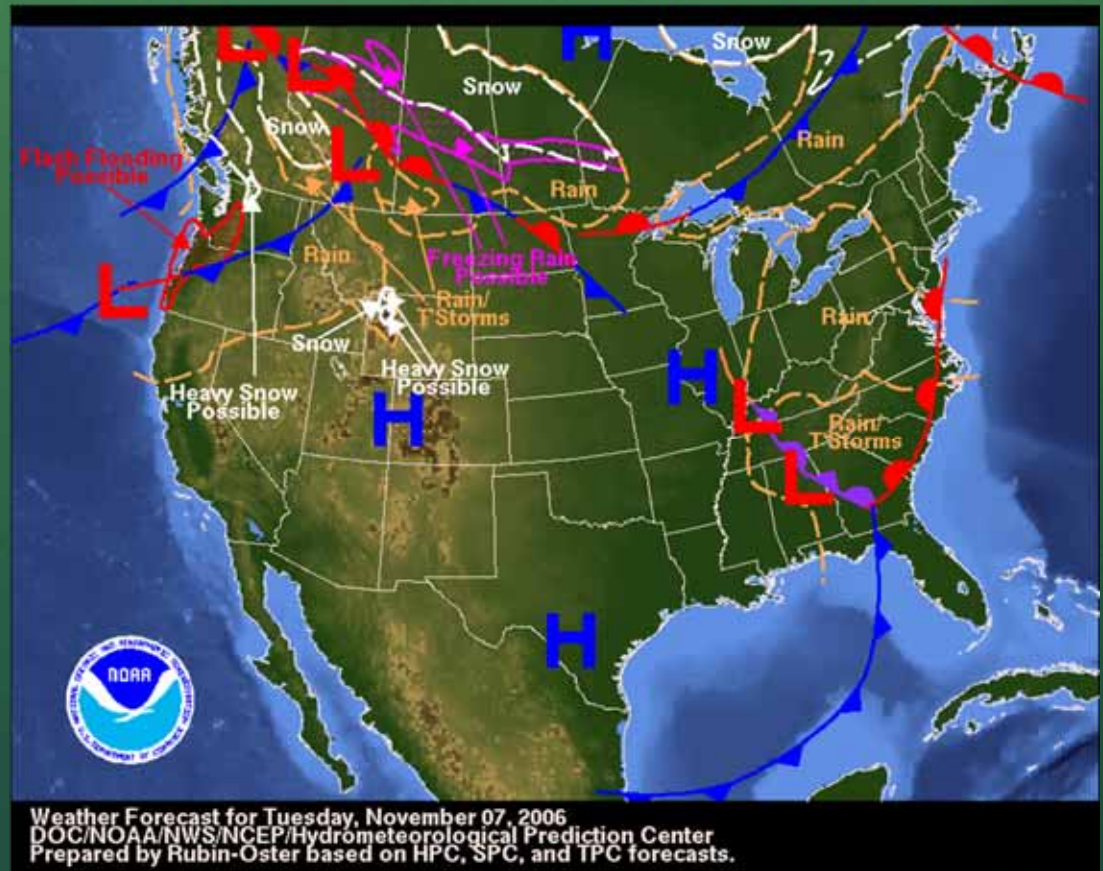 L
L
H
Snow
Snow
Snow
L
Rain
Rain
Flash Flooding
Possible
L
Rain
Freezing Rain
Possible
Rain/
T'Storms
Snow
Heavy Snow
Possible
Heavy Snow
Possible
H
H
Rain
L
Rain/
T'Storms
L
H
NOAA
Weather Forecast for Tuesday, November 07, 2006
DOC/NOAA/NWS/NCEP/Hydrometeorological Prediction Center
Prepared by Rubin-Oster based on HPC, SPC, and TPC forecasts.